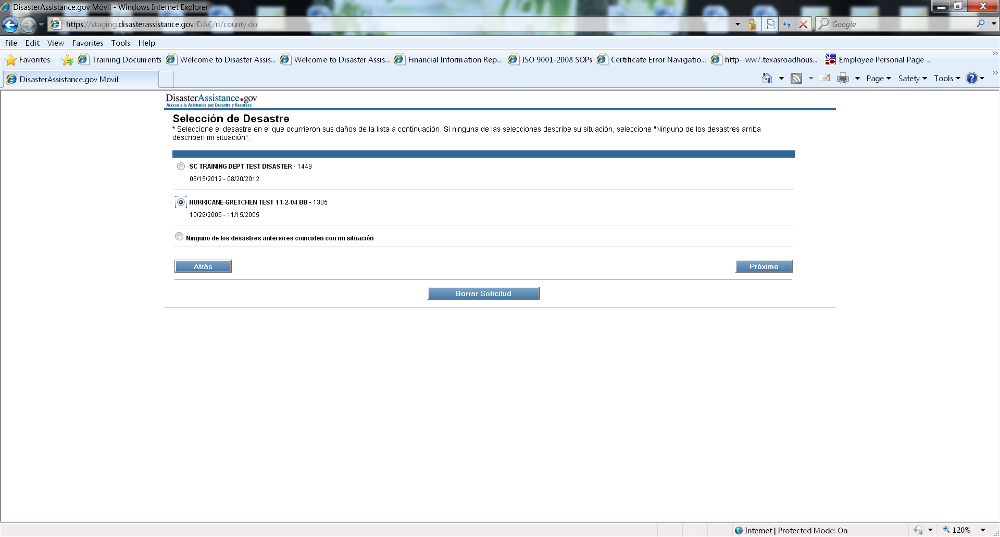 DisasterAssistance.gov Móvil - Windows Internet Explorer
https://staging.disasterassistance.gov/DAC/ri/county.do
Google
File Edit View Favorites Tools Help
Favorites Training Documents Welcome to Disaster Assis... Welcome to Disaster Assis... Financial Information Rep... ISO 9001-2008 SOPs Certificate Error Navigatio... http--ww7.texasroadhous... Employee Personal Page ...
DisasterAssistance.gov Móvil
Page Safety Tools
DisasterAssistance.gov
Acceso a la Asistencia por Desastre y Recursos
Selección de Desastre
* Seleccione el desastre en el que ocurrieron sus daños de la lista a continuación. Si ninguna de las selecciones describe su situación, seleccione "Ninguno de los desastres arriba
describen mi situación".
SC TRAINING DEPT TEST DISASTER - 1449
08/15/2012 - 08/20/2012
HURRICANE GRETCHEN TEST 11-2-04 BB - 1305
10/29/2005 - 11/15/2005
Ninguno de los desastres anteriores coinciden con mi situación
Atrás
Próximo
Borrar Solicitud
Internet | Protected Mode: On
120%